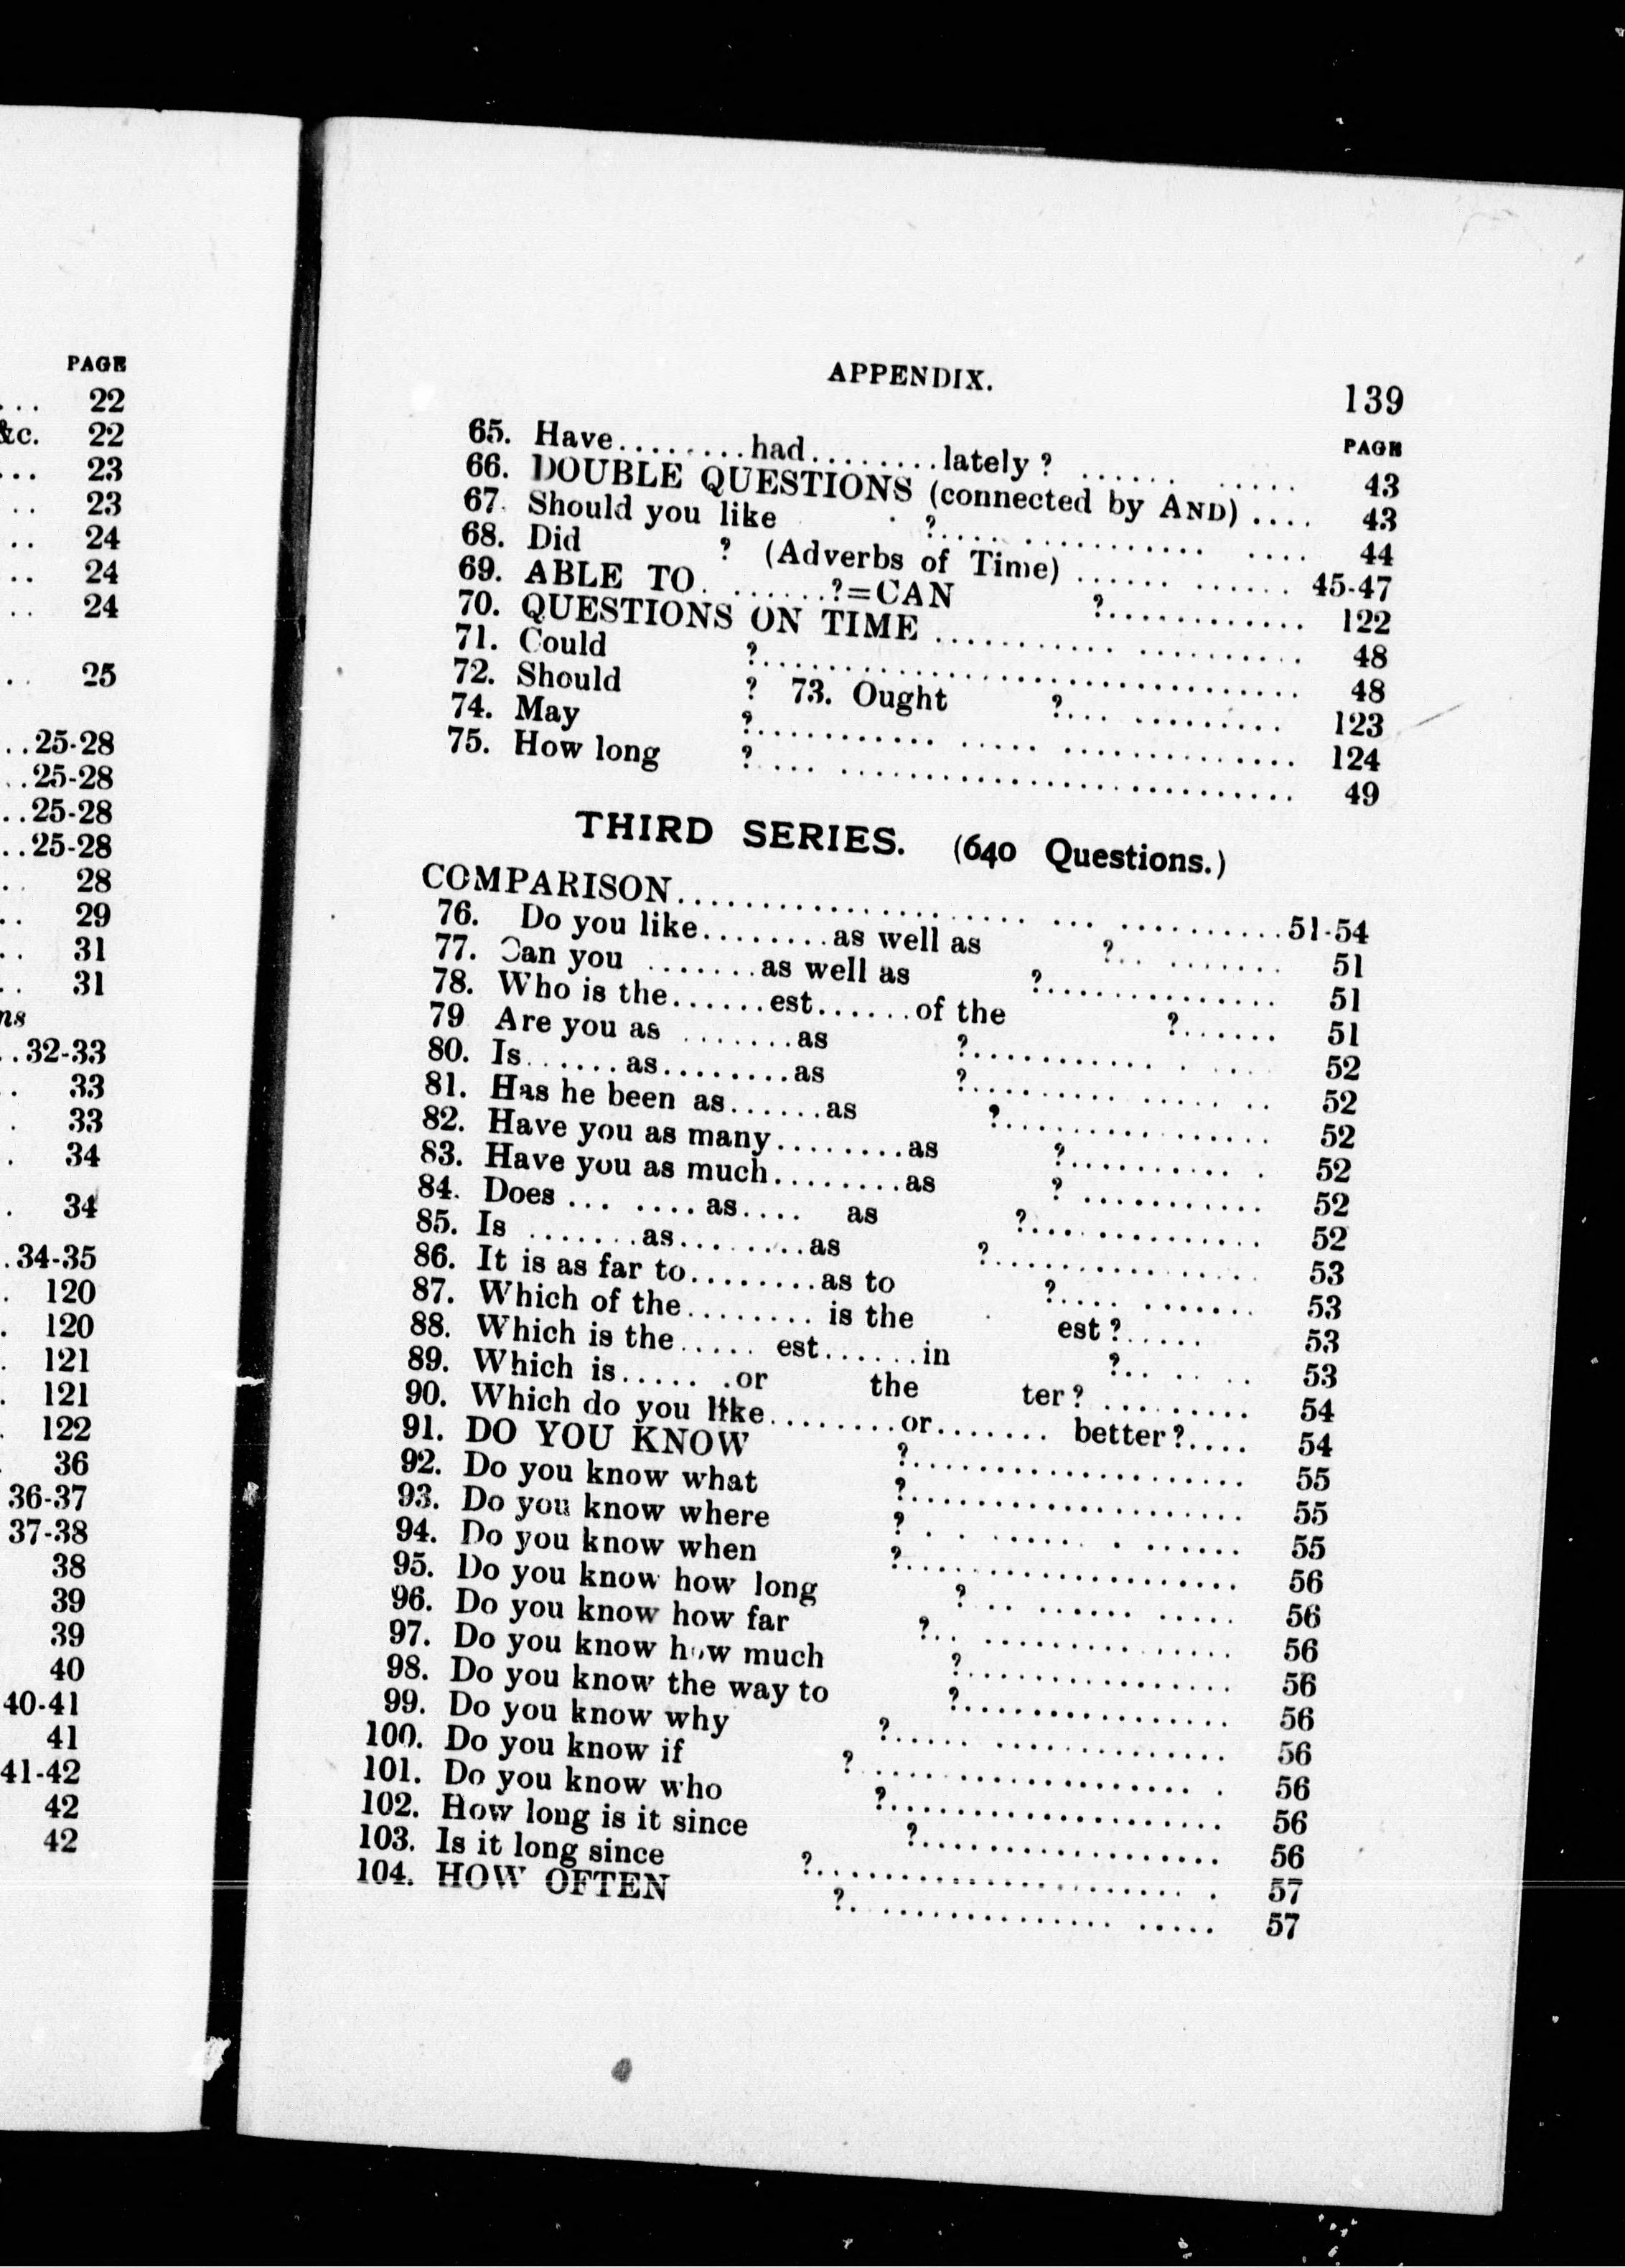 PAGE
... 22
&c. 22
... 23
.. 23
.. 24
.. 24
.. 24
.. 25
..25-28
..25-28
..25-28
..25-28
.. 28
.. 29
.. 31
.. 31
ns
..32-33
. 33
. 33
. 34
. 34
.34-35
. 120
. 120
. 121
. 121
. 122
36
36-37
37-38
38
39
39
40
40-41
41
41-42
42
42
APPENDIX. 139
PAGE
65. Have.........had........lately? ...... ..... 43
66. DOUBLE QUESTIONS (connected by AND) .... 43
67. Should you like ?.... .............. .... 44
68. Did ? (Adverbs of Time) ...... ...... 45-47
69. ABLE TO. ......?=CAN ?............ 122
70. QUESTIONS ON TIME ........... .......... 48
71. Could ?................................. 48
72. Should ? 73. Ought ?... ......... 123
74. May ?............ ..... ............. 124
75. How long ?.... .......................... 49
THIRD SERIES. (640 Questions.)
COMPARISON..................... ... ..........51-54
76. Do you like........as well as ?.. ....... 51
77. Can you .......as well as ?.............. 51
78. Who is the......est......of the ?...... 51
79 Are you as .......as ?........... . ... 52
80. Is.......as........as ?.......... ..... .. 52
81. Has he been as......as ?................ 52
82. Have you as many........as ?.......... . 52
83. Have you as much........as ? ........... 52
84. Does ... ....as.... as ?.............. 52
85. Is .......as........as ?................ 53
86. It is as far to........as to ?.... ....... 53
87. Which of the......... is the est?..... 53
88. Which is the..... est......in ?.. .. .. 53
89. Which is..... .or the ter? ......... 54
90. Which do you like........or....... better?.... 54
91. DO YOU KNOW ?.................... 55
92. Do you know what ?.................... 55
93. Do you know where ? . . ..... . ...... 55
94. Do you know when ?.................... 56
95. Do you know how long ? .. ...... ..... 56
96. Do you know how far ?.. ............... 56
97. Do you know how much ?................ 56
98. Do you know the way to ?................ 56
99. Do you know why ?..... .............. 56
100. Do you know if ? ................... . 56
101. Do you know who ?.................... 56
102. How long is it since ?.................. 56
103. Is it long since ?........................ . 57
104. HOW OFTEN ?. ............... ..... 57